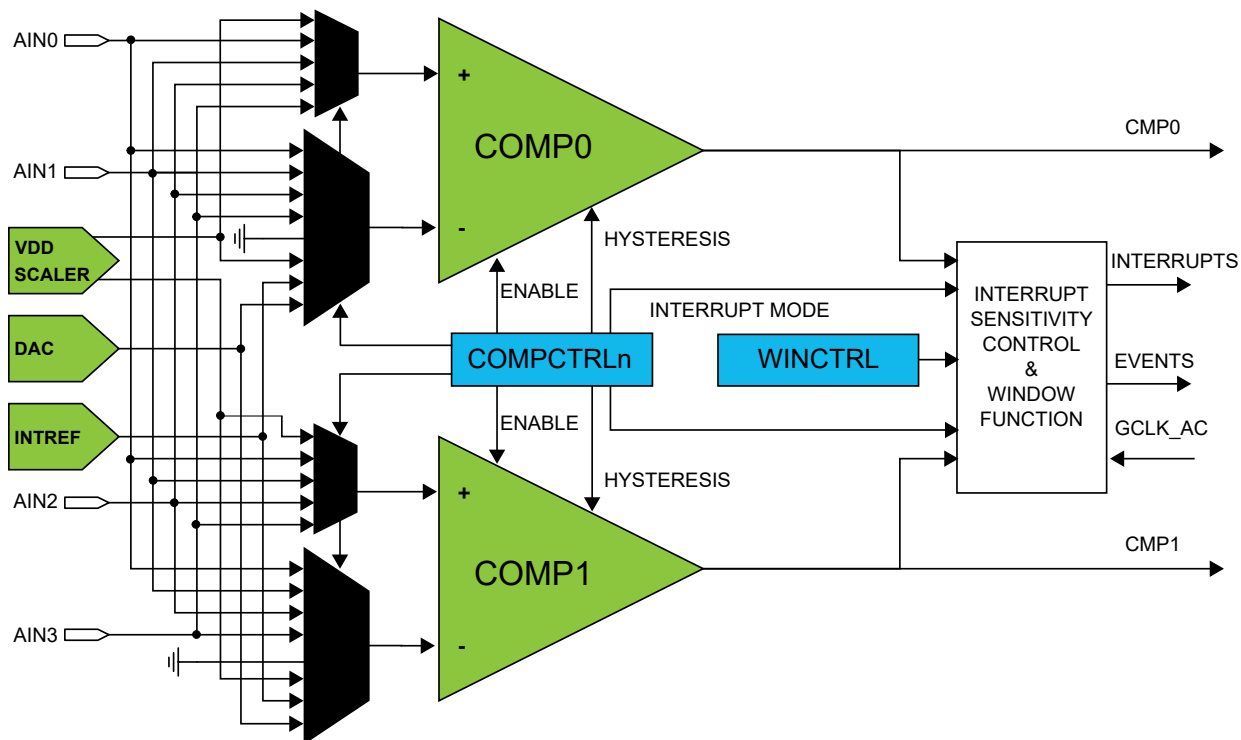 AIN0
+
COMP0
CMP0
AIN1
-
HYSTERESIS
VDD
SCALER
ENABLE
INTERRUPT MODE
INTERRUPT
SENSITIVITY
CONTROL
&
WINDOW
FUNCTION
INTERRUPTS
DAC
COMPCTRLn
WINCTRL
EVENTS
INTREF
ENABLE
GCLK_AC
HYSTERESIS
AIN2
+
COMP1
CMP1
AIN3
-